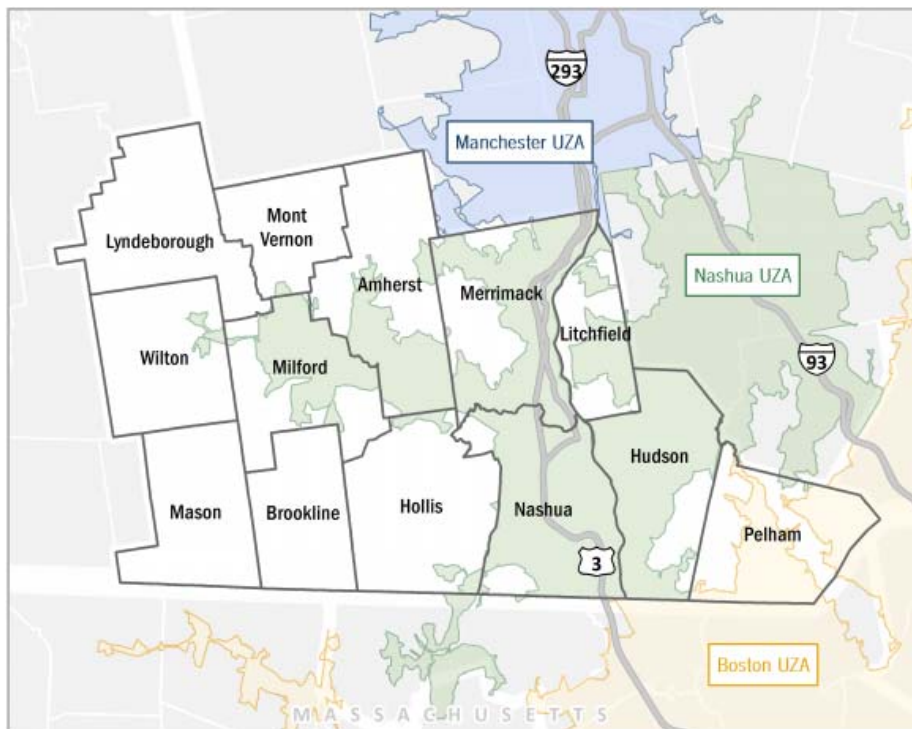 293
Manchester UZA
Mont
Vernon
Lyndeborough
Amherst
Merrimack
Nashua UZA
Litchfield
Wilton
Milford
93
Hudson
Mason
Brookline
Hollis
Nashua
Pelham
3
Boston UZA
MASSACHUSETTS